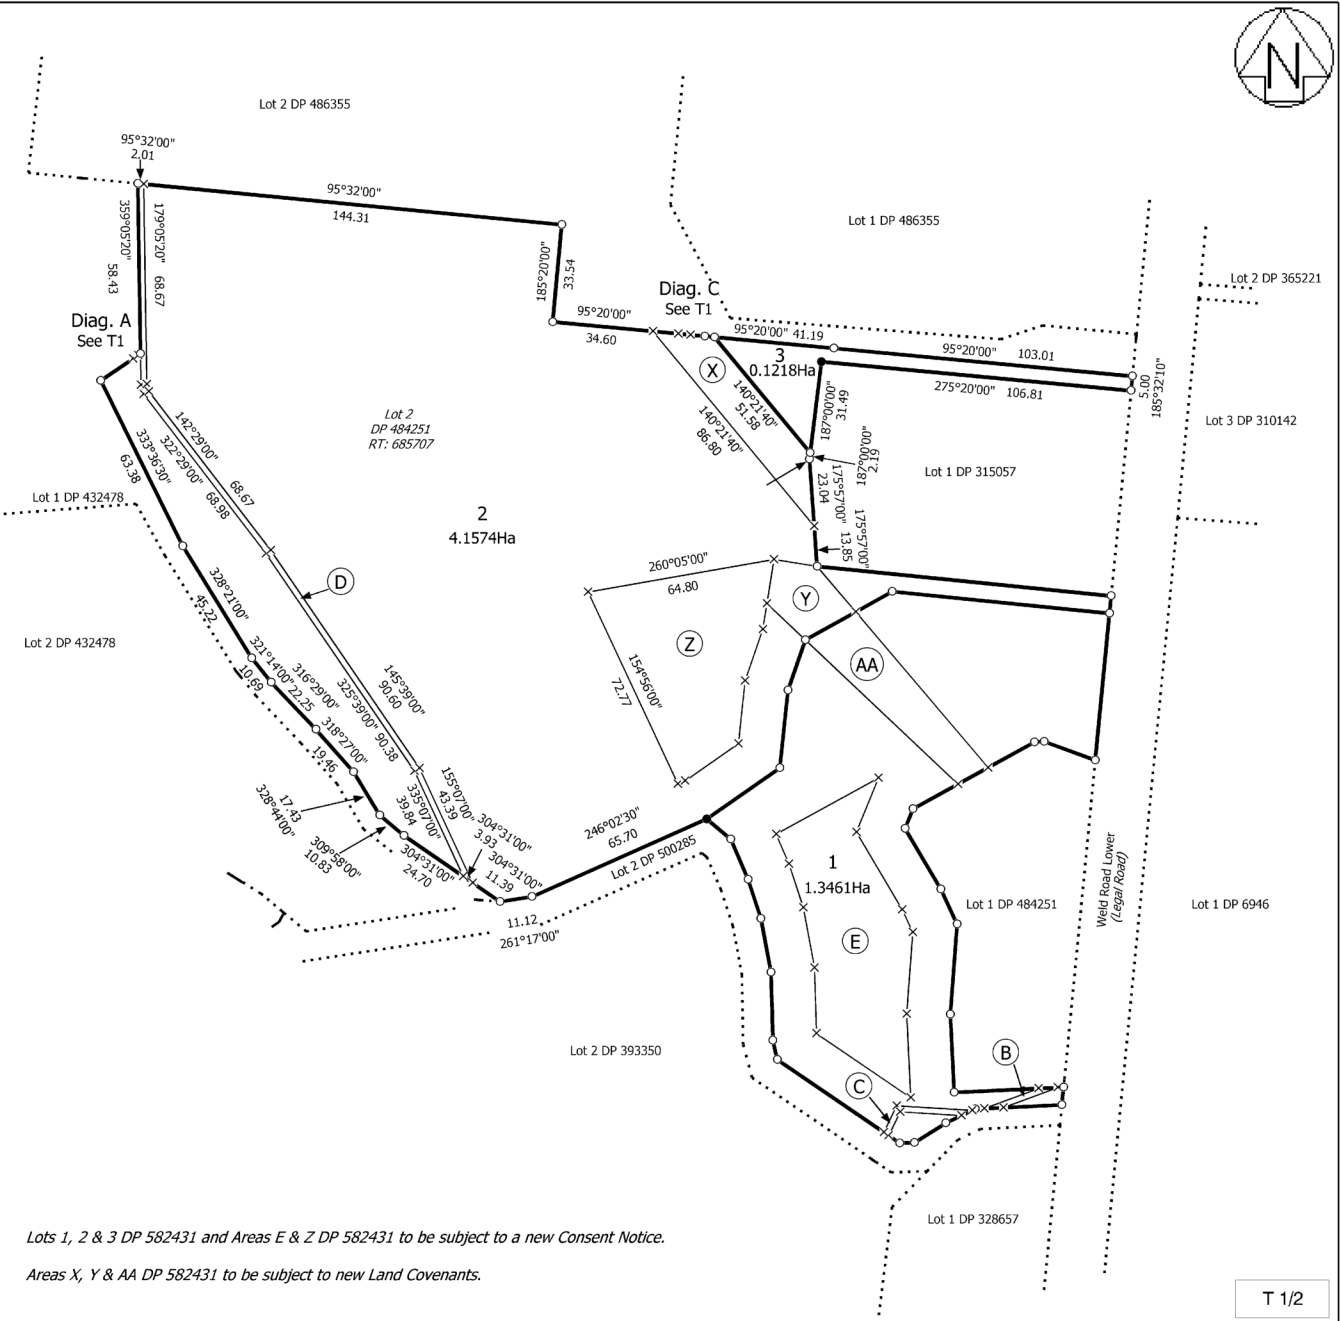 N
Lot 2 DP 486355
95°32'00"
2.01
95°32'00"
144.31
359°05'20"
58.43
179°05'20"
68.67
185°20'00"
33.54
Lot 1 DP 486355
Lot 2 DP 365221
Diag. C
See T1
Diag. A
See T1
95°20'00"
34.60
95°20'00" 41.19
95°20'00" 103.01
3
0.1218Ha
X
275°20'00" 106.81
5.00
185°32'10"
140°21'40"
51.58
140°21'40"
86.80
187°00'00"
31.49
187°00'00"
2.19
Lot 2
DP 484251
RT: 685707
Lot 3 DP 310142
Lot 1 DP 315057
142°29'00"
68.67
322°29'00"
68.98
333°36'30"
63.38
Lot 1 DP 432478
175°57'00"
23.04
175°57'00"
13.85
2
4.1574Ha
D
260°05'00"
64.80
Y
Z
AA
154°56'00"
72.77
328°21'00"
45.22
Lot 2 DP 432478
321°14'00"
10.69
316°29'00"
22.25
145°39'00"
90.60
325°39'00" 90.38
318°27'00"
19.46
17.43
328°44'00"
309°58'00"
10.83
155°07'00"
43.39
335°07'00"
39.84
304°31'00"
3.93
304°31'00"
11.39
304°31'00"
24.70
246°02'30"
65.70
Lot 2 DP 500285
11.12
261°17'00"
1
1.3461Ha
E
Lot 1 DP 484251
Weld Road Lower
(Legal Road)
Lot 1 DP 6946
Lot 2 DP 393350
B
C
Lot 1 DP 328657
Lots 1, 2 & 3 DP 582431 and Areas E & Z DP 582431 to be subject to a new Consent Notice.
Areas X, Y & AA DP 582431 to be subject to new Land Covenants.
T 1/2